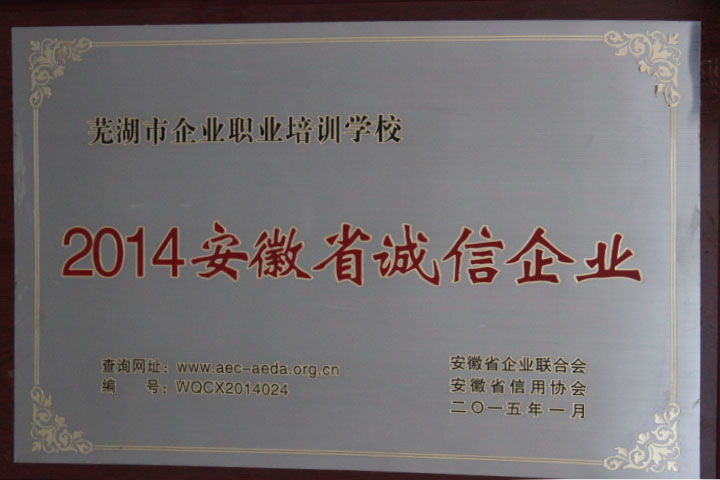 芜湖市企业职业培训学校
2014安徽省诚信企业
查询网址：www.aec-aeda.org.cn
编　　号：WQCX2014024
安徽省企业联合会
安徽省信用协会
二〇一五年一月